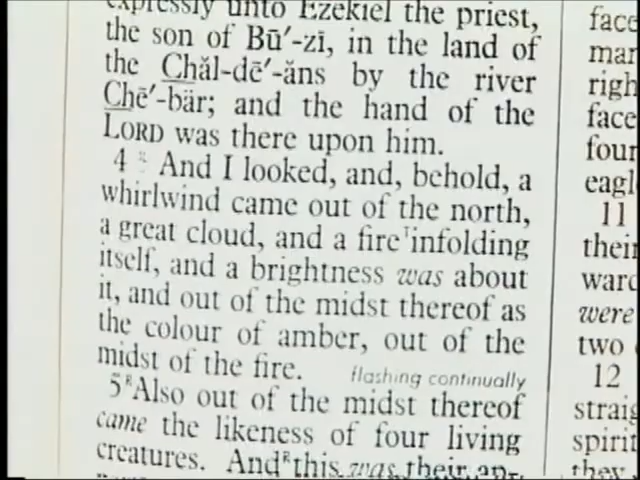 expressly unto Ezekiel the priest,
the son of Bū′-zī, in the land of
the Chăl-dē′-ăns by the river
Chē′-bär; and the hand of the
LORD was there upon him.
4 And I looked, and, behold, a
whirlwind came out of the north,
a great cloud, and a fire infolding
itself, and a brightness was about
it, and out of the midst thereof as
the colour of amber, out of the
midst of the fire. flashing continually
5 Also out of the midst thereof
came the likeness of four living
creatures. And this was their ap-
face
righ
face
four
eagl
11
their
ward
were
two
12
straig
spirit
they